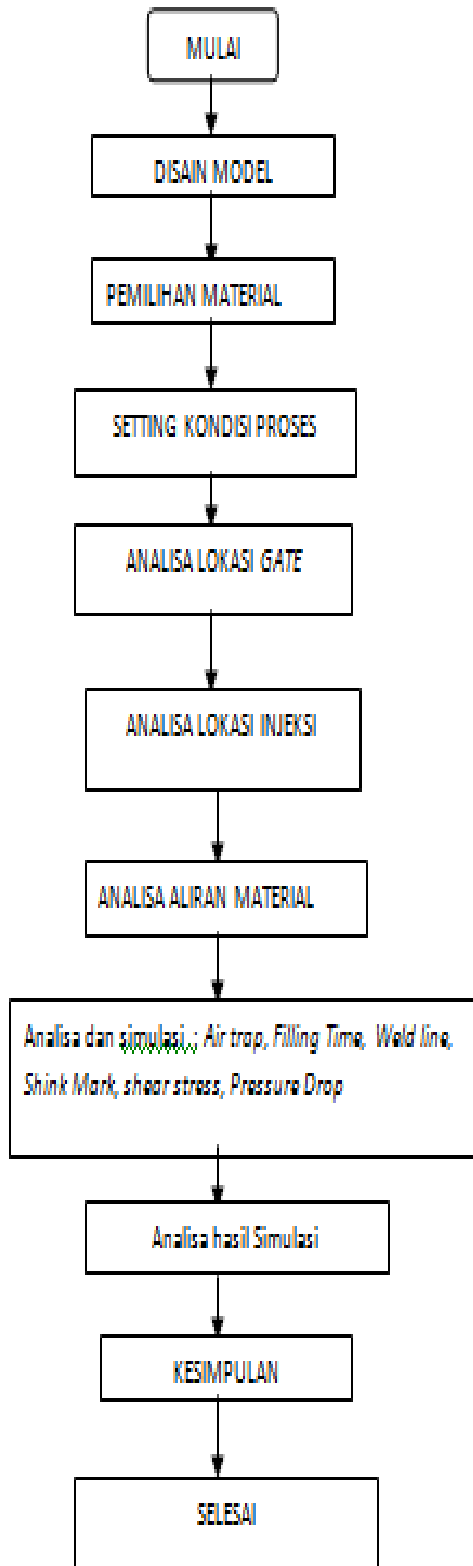 MULAI
DISAIN MODEL
PEMILIHAN MATERIAL
SETTING KONDISI PROSES
ANALISA LOKASI GATE
ANALISA LOKASI INJEKSI
ANALISA ALIRAN MATERIAL
Analisa dan simulasi.; Air trap, Filling Time, Weld line,
Shink Mark, shear stress, Pressure Drop
Analisa hasil Simulasi
KESIMPULAN
SELESAI